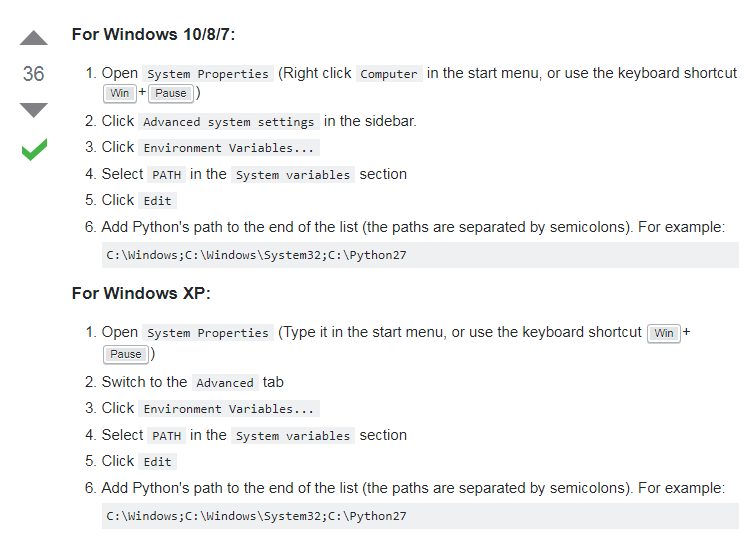 For Windows 10/8/7:
36
1. Open System Properties (Right click Computer in the start menu, or use the keyboard shortcut
Win + Pause )
2. Click Advanced system settings in the sidebar.
3. Click Environment Variables...
4. Select PATH in the System variables section
5. Click Edit
6. Add Python's path to the end of the list (the paths are separated by semicolons). For example:
C:\Windows;C:\Windows\System32;C:\Python27
For Windows XP:
1. Open System Properties (Type it in the start menu, or use the keyboard shortcut Win +
Pause )
2. Switch to the Advanced tab
3. Click Environment Variables...
4. Select PATH in the System variables section
5. Click Edit
6. Add Python's path to the end of the list (the paths are separated by semicolons). For example:
C:\Windows;C:\Windows\System32;C:\Python27